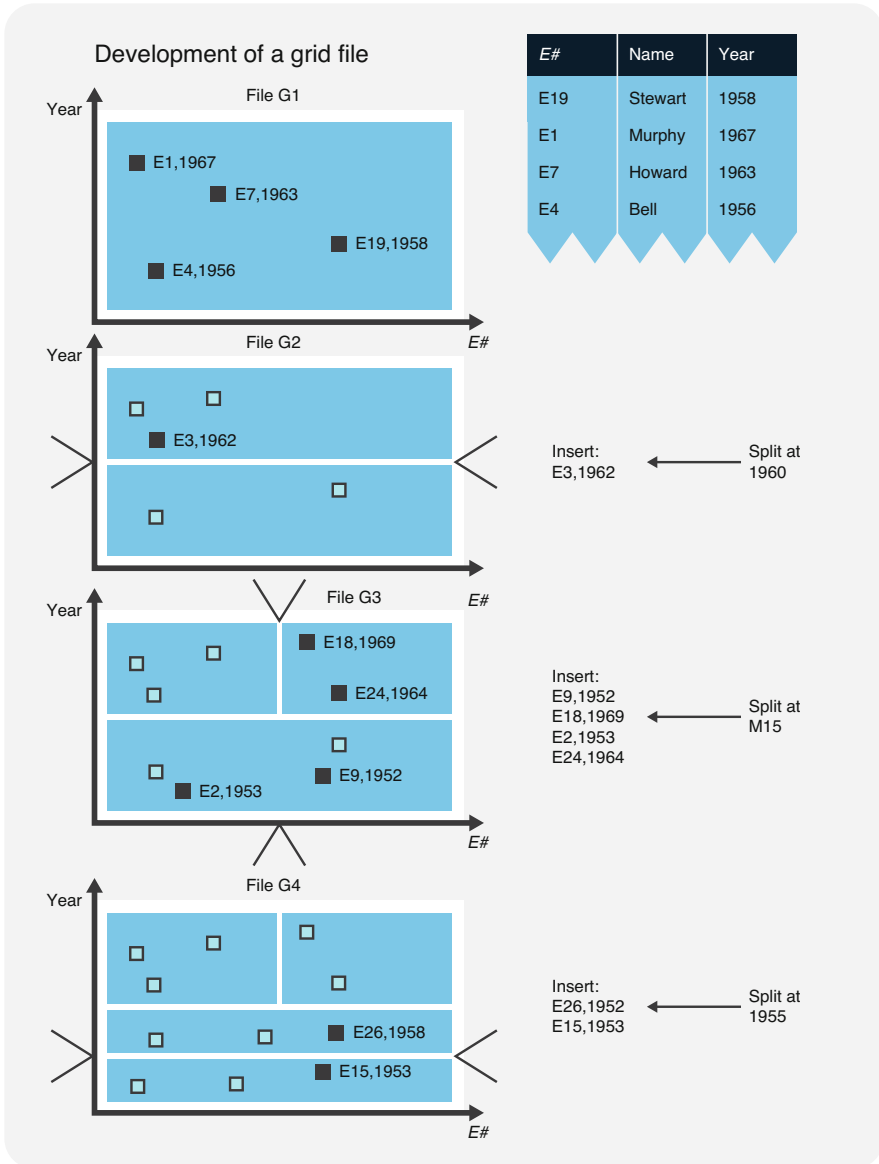 Development of a grid file
E# Name Year
E19 Stewart 1958
E1 Murphy 1967
E7 Howard 1963
E4 Bell 1956
File G1
Year
E1,1967
E7,1963
E19,1958
E4,1956
E#
File G2
Year
E3,1962
E#
Insert:
E3,1962
Split at
1960
File G3
Year
E18,1969
E24,1964
E9,1952
E2,1953
E#
Insert:
E9,1952
E18,1969
E2,1953
E24,1964
Split at
M15
File G4
Year
E26,1958
E15,1953
E#
Insert:
E26,1952
E15,1953
Split at
1955